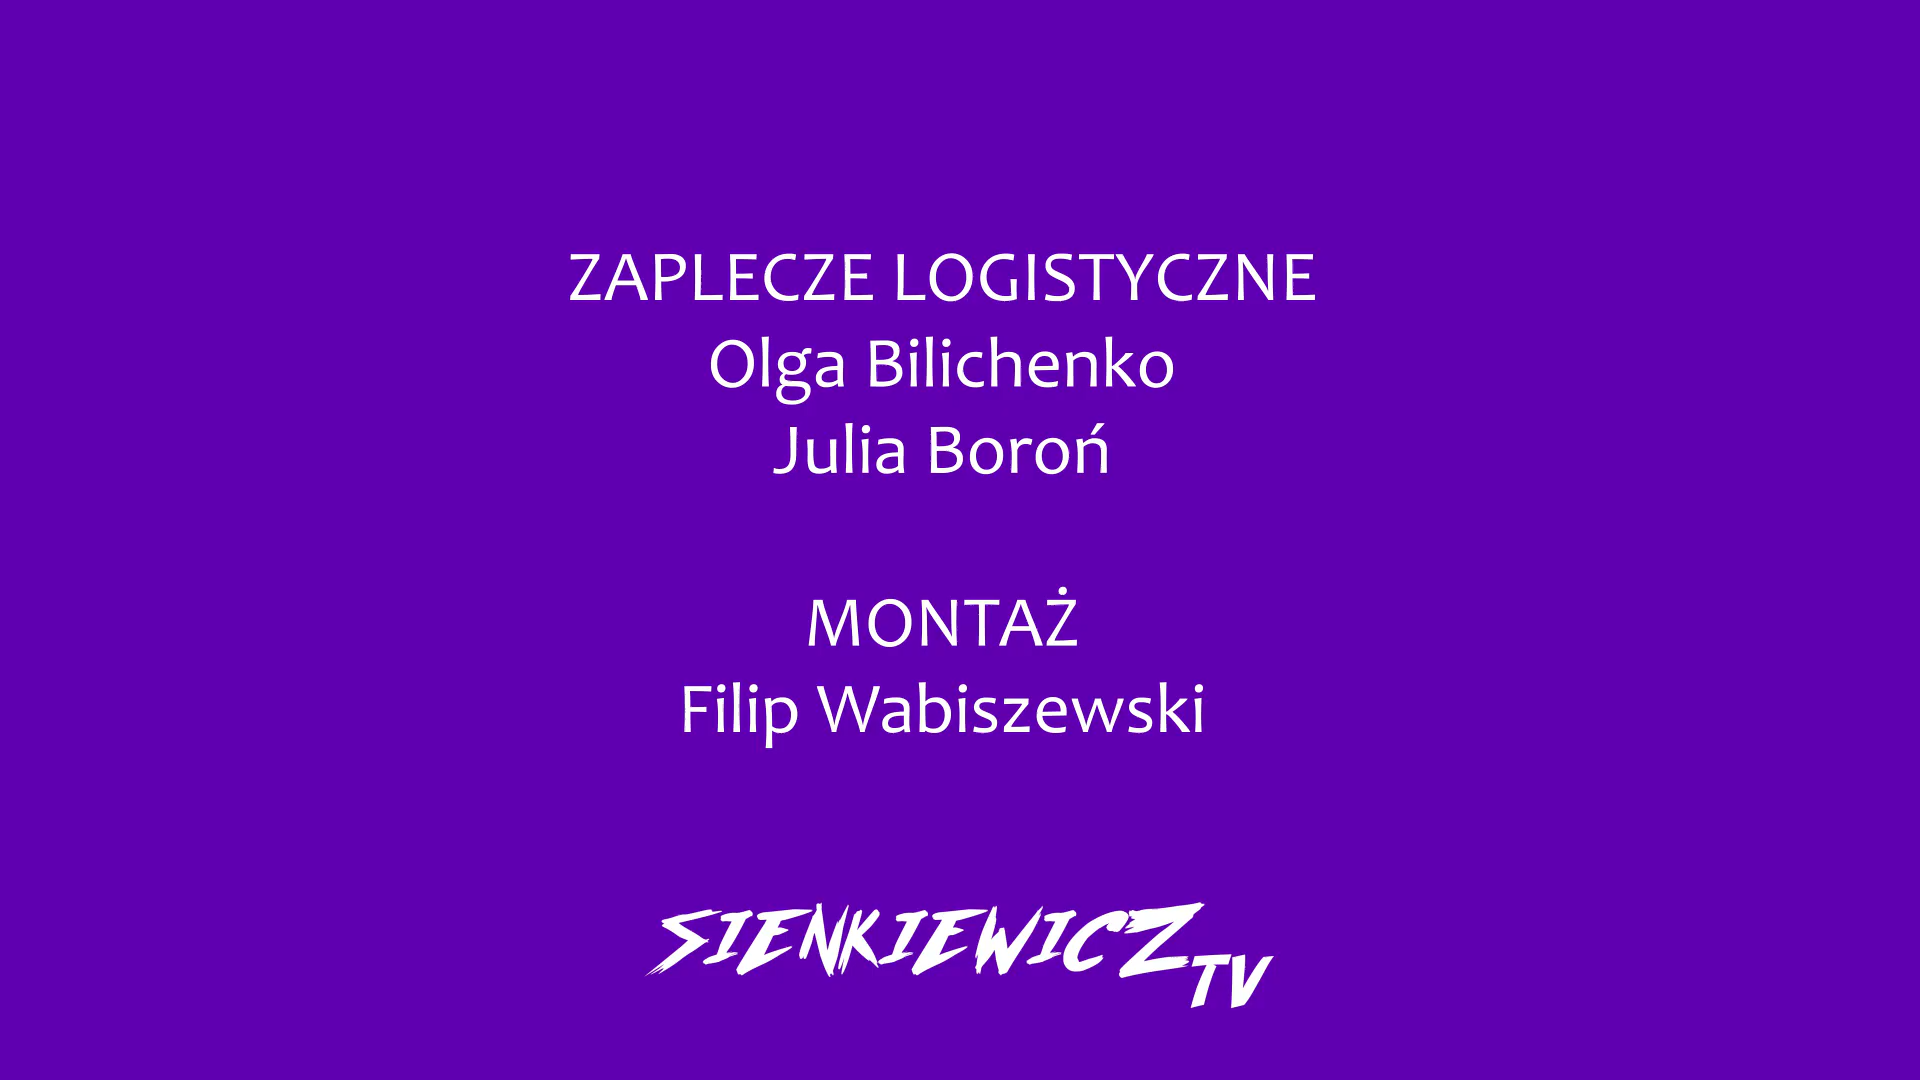 ZAPLECZE LOGISTYCZNE
Olga Bilichenko
Julia Boroń
MONTAŻ
Filip Wabiszewski
SIENKIEWICZ TV